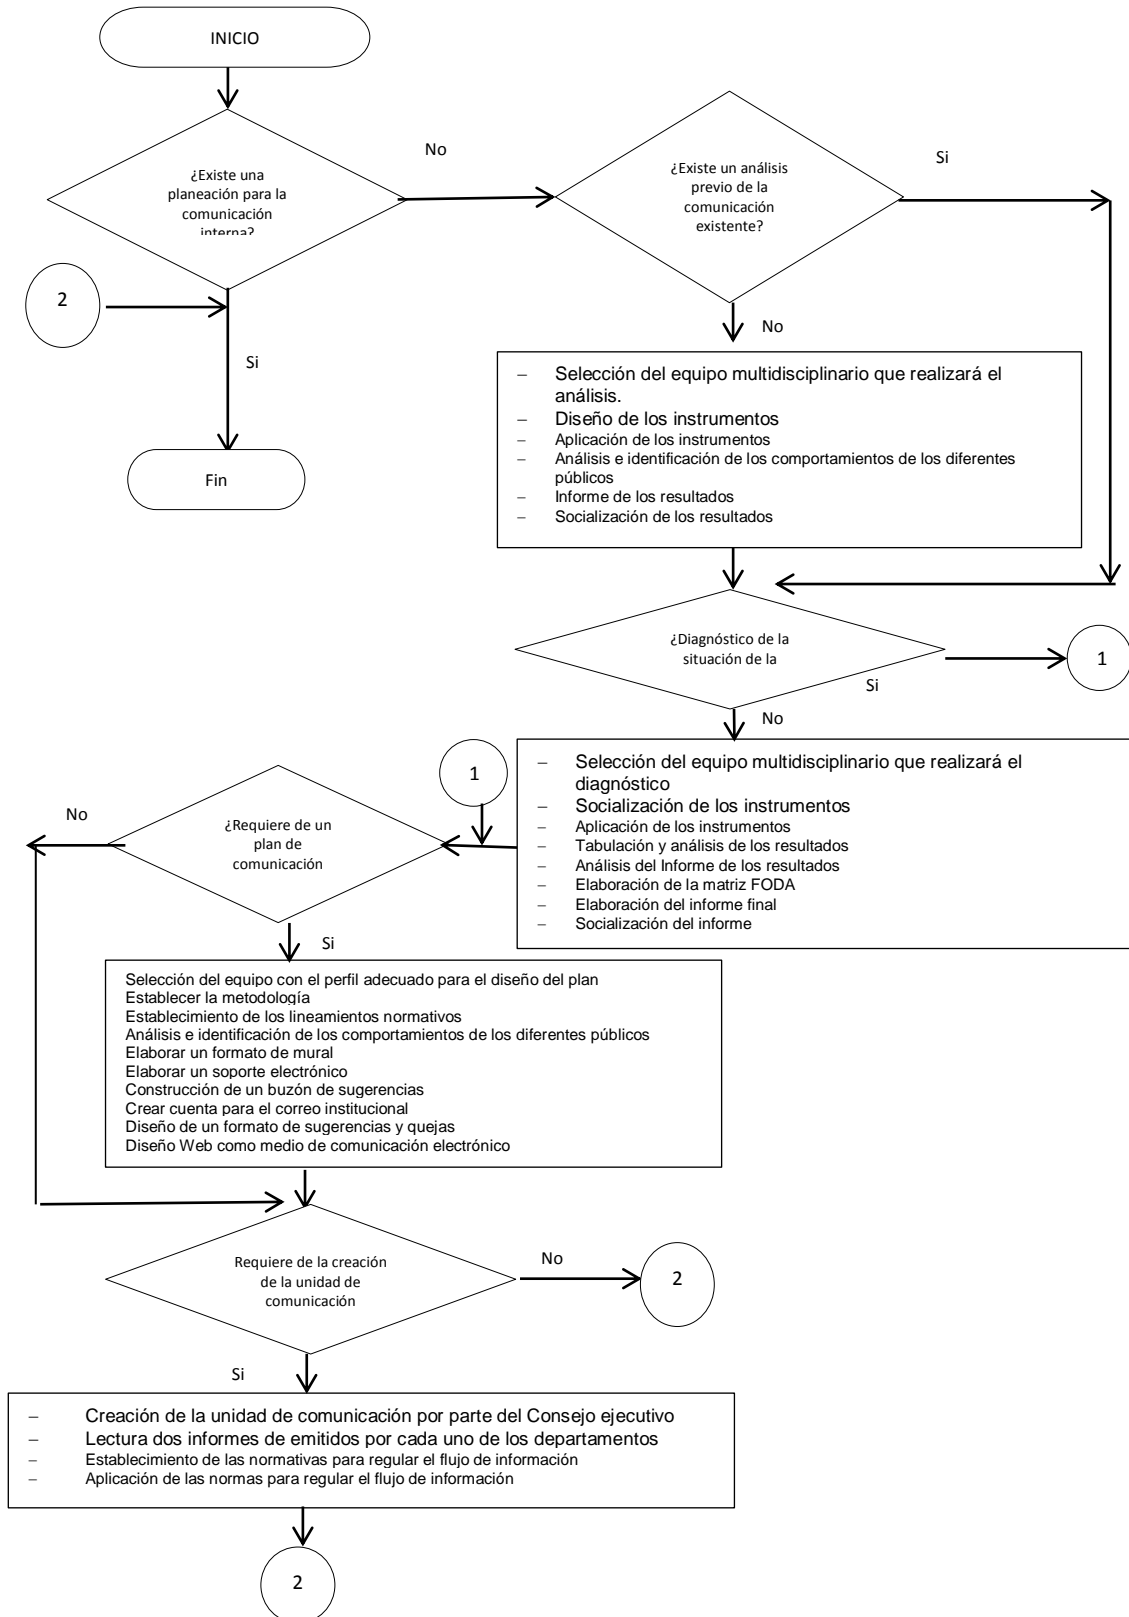 INICIO
¿Existe una
planeación para la
comunicación
interna?
No
¿Existe un análisis
previo de la
comunicación
existente?
Si
2
Si
Fin
No
– Selección del equipo multidisciplinario que realizará el
análisis.
– Diseño de los instrumentos
– Aplicación de los instrumentos
– Análisis e identificación de los comportamientos de los diferentes
públicos
– Informe de los resultados
– Socialización de los resultados
¿Diagnóstico de la
situación de la
Si
1
No
– Selección del equipo multidisciplinario que realizará el
diagnóstico
– Socialización de los instrumentos
– Aplicación de los instrumentos
– Tabulación y análisis de los resultados
– Análisis del Informe de los resultados
– Elaboración de la matriz FODA
– Elaboración del informe final
– Socialización del informe
1
¿Requiere de un
plan de
comunicación
No
Si
Selección del equipo con el perfil adecuado para el diseño del plan
Establecer la metodología
Establecimiento de los lineamientos normativos
Análisis e identificación de los comportamientos de los diferentes públicos
Elaborar un formato de mural
Elaborar un soporte electrónico
Construcción de un buzón de sugerencias
Crear cuenta para el correo institucional
Diseño de un formato de sugerencias y quejas
Diseño Web como medio de comunicación electrónico
Requiere de la creación
de la unidad de
comunicación
No
2
Si
– Creación de la unidad de comunicación por parte del Consejo ejecutivo
– Lectura dos informes de emitidos por cada uno de los departamentos
– Establecimiento de las normativas para regular el flujo de información
– Aplicación de las normas para regular el flujo de información
2